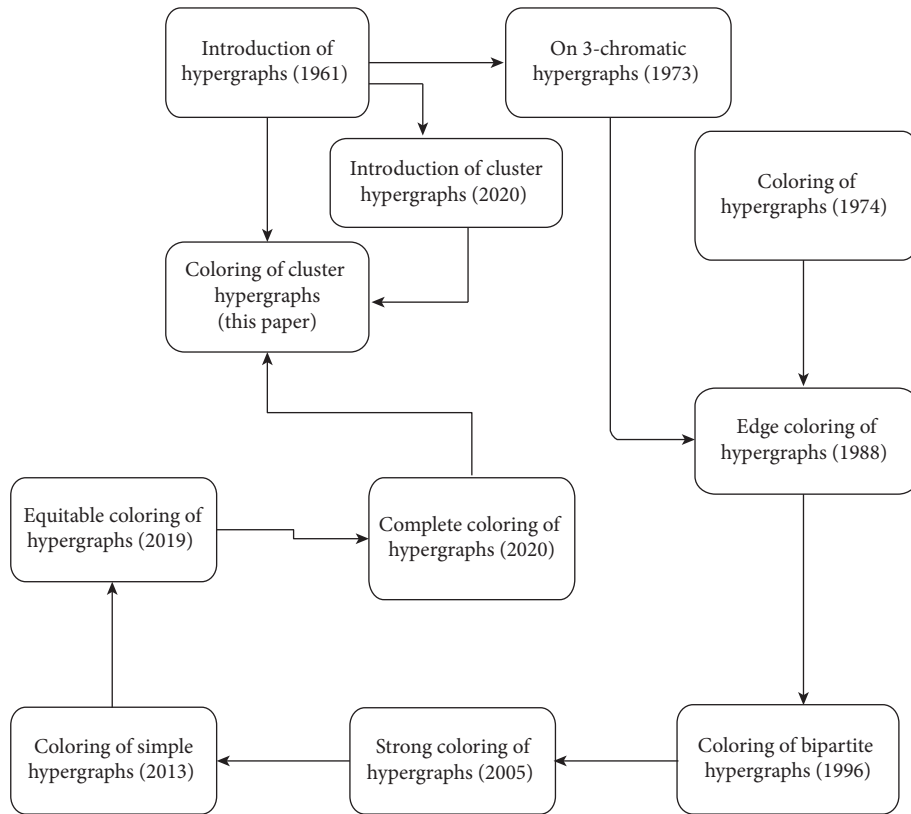 Introduction of
hypergraphs (1961)
On 3-chromatic
hypergraphs (1973)
Introduction of cluster
hypergraphs (2020)
Coloring of
hypergraphs (1974)
Coloring of cluster
hypergraphs
(this paper)
Edge coloring of
hypergraphs (1988)
Equitable coloring of
hypergraphs (2019)
Complete coloring of
hypergraphs (2020)
Coloring of simple
hypergraphs (2013)
Strong coloring of
hypergraphs (2005)
Coloring of bipartite
hypergraphs (1996)